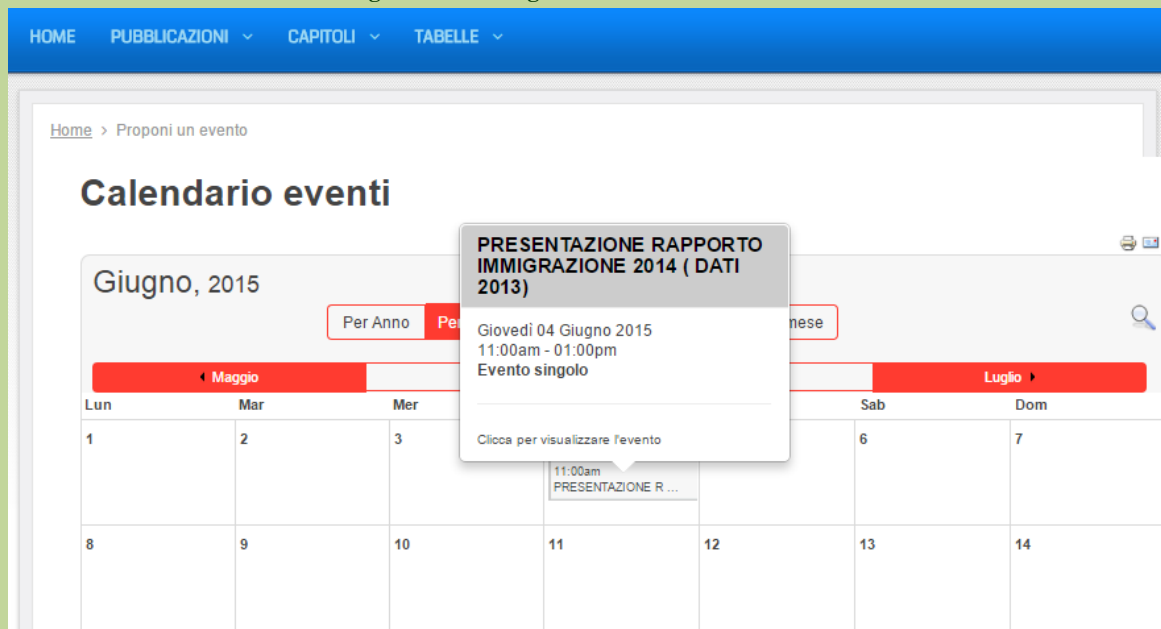 HOME PUBBLICAZIONI CAPITOLI TABELLE
Home > Proponi un evento
Calendario eventi
PRESENTAZIONE RAPPORTO
IMMIGRAZIONE 2014 ( DATI
2013)
Giugno, 2015
Per Anno
mese
Giovedì 04 Giugno 2015
11:00am - 01:00pm
Evento singolo
Maggio Luglio
Lun Mar Mer Sab Dom
Clicca per visualizzare l'evento
1 2 3 6 7
11:00am
PRESENTAZIONE R ...
8 9 10 11 12 13 14